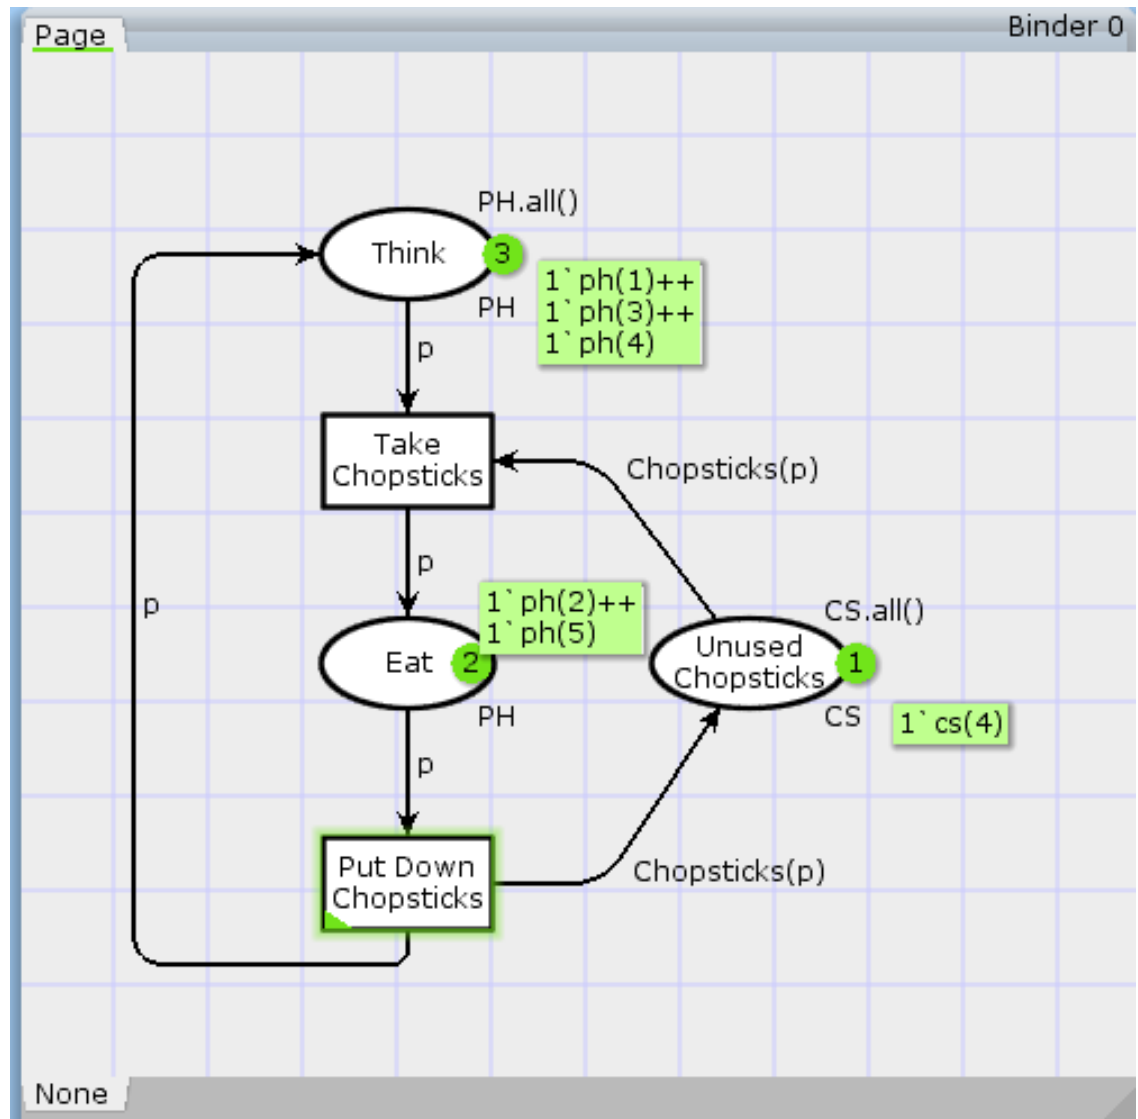 Page
Binder 0
PH.all()
Think
3
1`ph(1)++
1`ph(3)++
1`ph(4)
PH
p
Take
Chopsticks
Chopsticks(p)
p
p
1`ph(2)++
1`ph(5)
Eat
2
PH
CS.all()
Unused
Chopsticks
1
CS
1`cs(4)
p
Put Down
Chopsticks
Chopsticks(p)
None